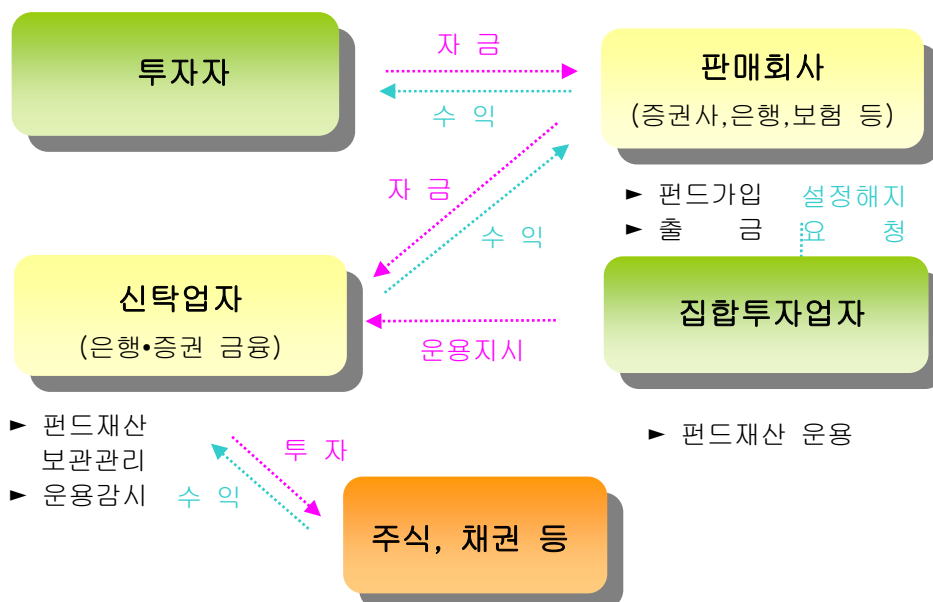 투자자
자 금
수 익
판매회사
(증권사,은행,보험 등)
자 금
수 익
► 펀드가입
► 출 금
설정해지
요 청
신탁업자
(은행•증권 금융)
운용지시
집합투자업자
► 펀드재산
보관관리
► 운용감시
► 펀드재산 운용
투 자
수 익
주식, 채권 등